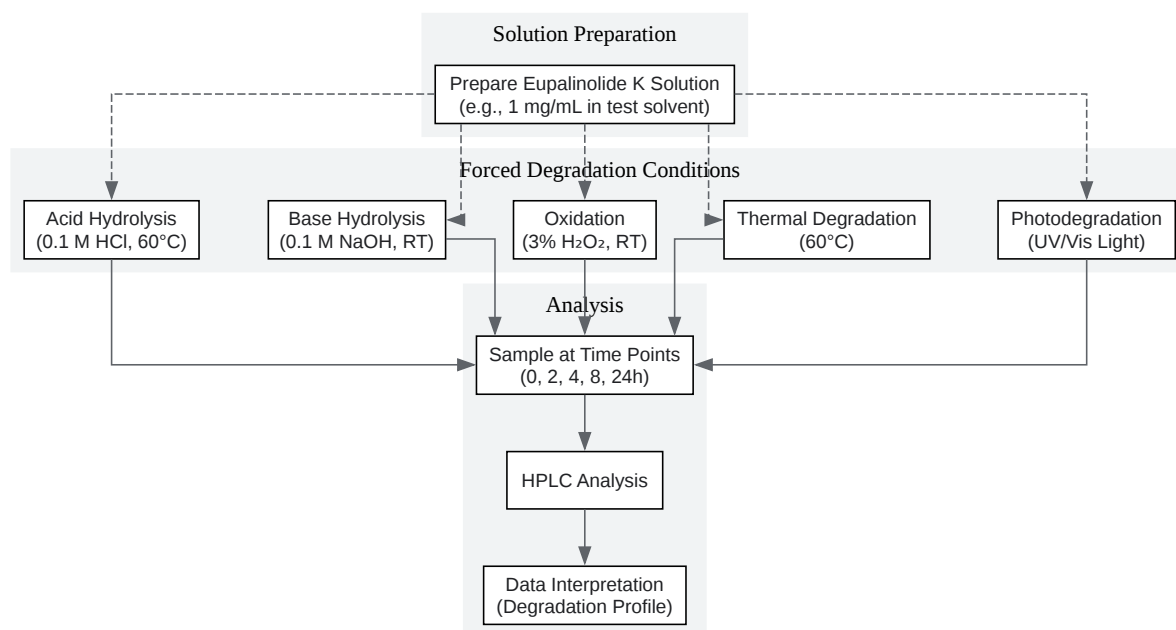 Solution Preparation
Prepare Eupalinolide K Solution
(e.g., 1 mg/mL in test solvent)
Forced Degradation Conditions
Acid Hydrolysis
(0.1 M HCl, 60°C)
Base Hydrolysis
(0.1 M NaOH, RT)
Oxidation
(3% H₂O₂, RT)
Thermal Degradation
(60°C)
Photodegradation
(UV/Vis Light)
Analysis
Sample at Time Points
(0, 2, 4, 8, 24h)
HPLC Analysis
Data Interpretation
(Degradation Profile)